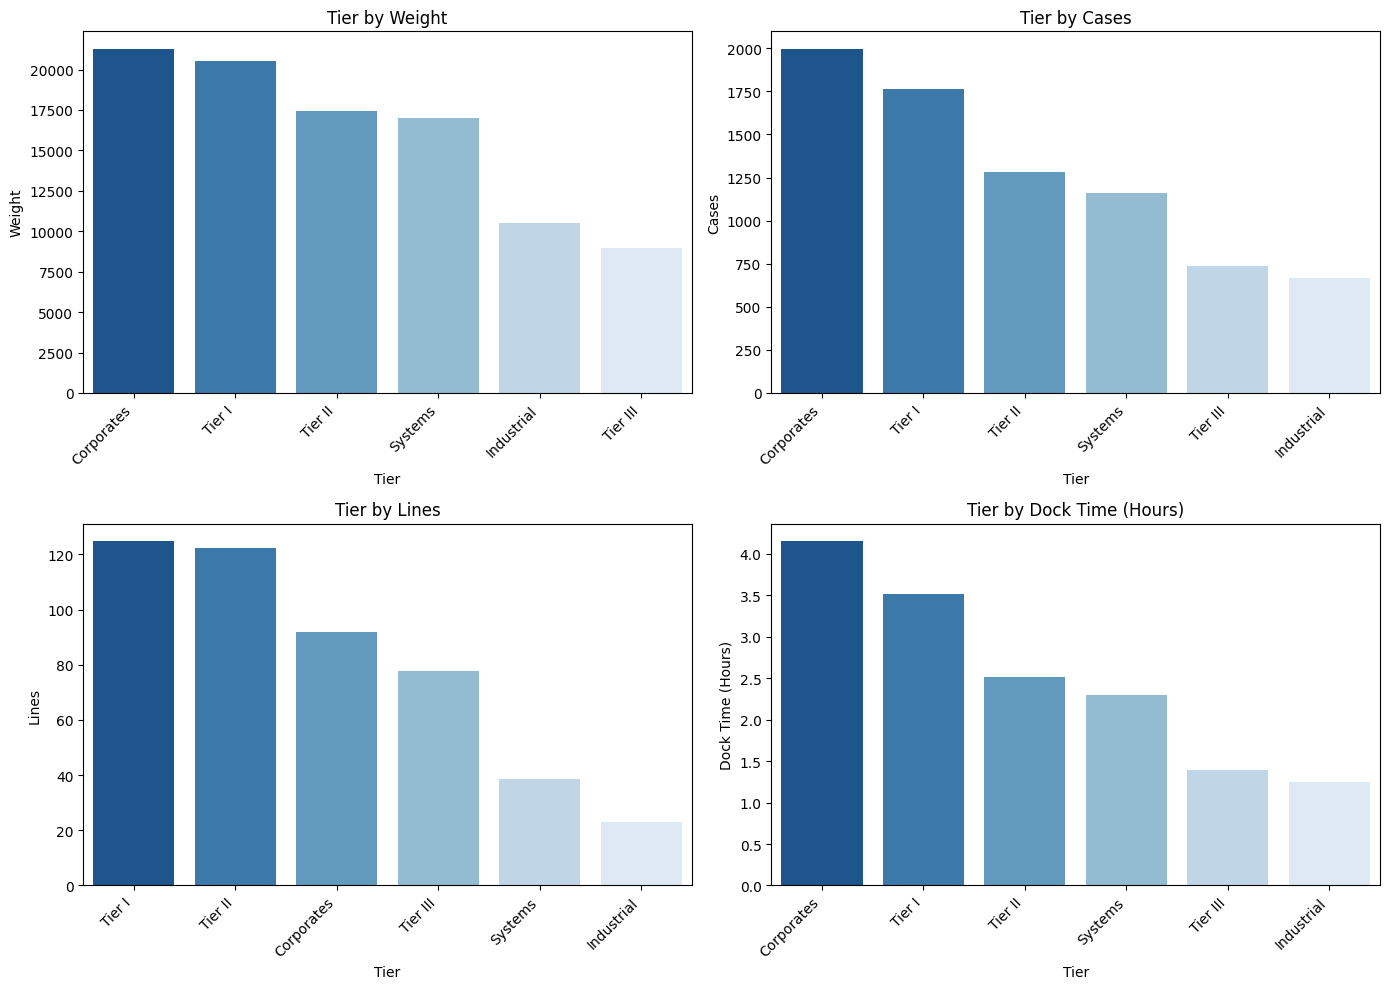 Tier by Weight
Weight
20000
17500
15000
12500
10000
7500
5000
2500
0
Corporates
Tier I
Tier II
Systems
Industrial
Tier III
Tier
Tier by Cases
Cases
2000
1750
1500
1250
1000
750
500
250
0
Corporates
Tier I
Tier II
Systems
Tier III
Industrial
Tier
Tier by Lines
Lines
120
100
80
60
40
20
0
Tier I
Tier II
Corporates
Tier III
Systems
Industrial
Tier
Tier by Dock Time (Hours)
Dock Time (Hours)
4.0
3.5
3.0
2.5
2.0
1.5
1.0
0.5
0.0
Corporates
Tier I
Tier II
Systems
Tier III
Industrial
Tier